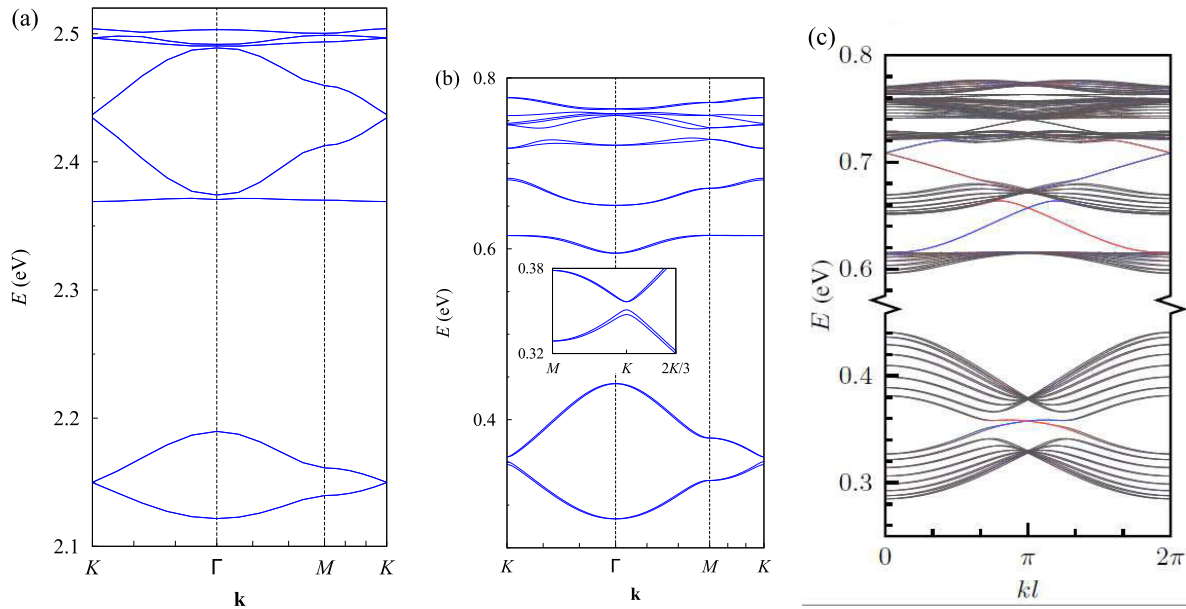 (a)
2.5
2.4
2.3
2.2
2.1
E (eV)
K Γ M K
k
(b)
0.8
0.6
0.4
E (eV)
0.38
0.32
M K 2K/3
K Γ M K
k
(c)
0.8
0.7
0.6
0.4
0.3
E (eV)
0 π 2π
kl